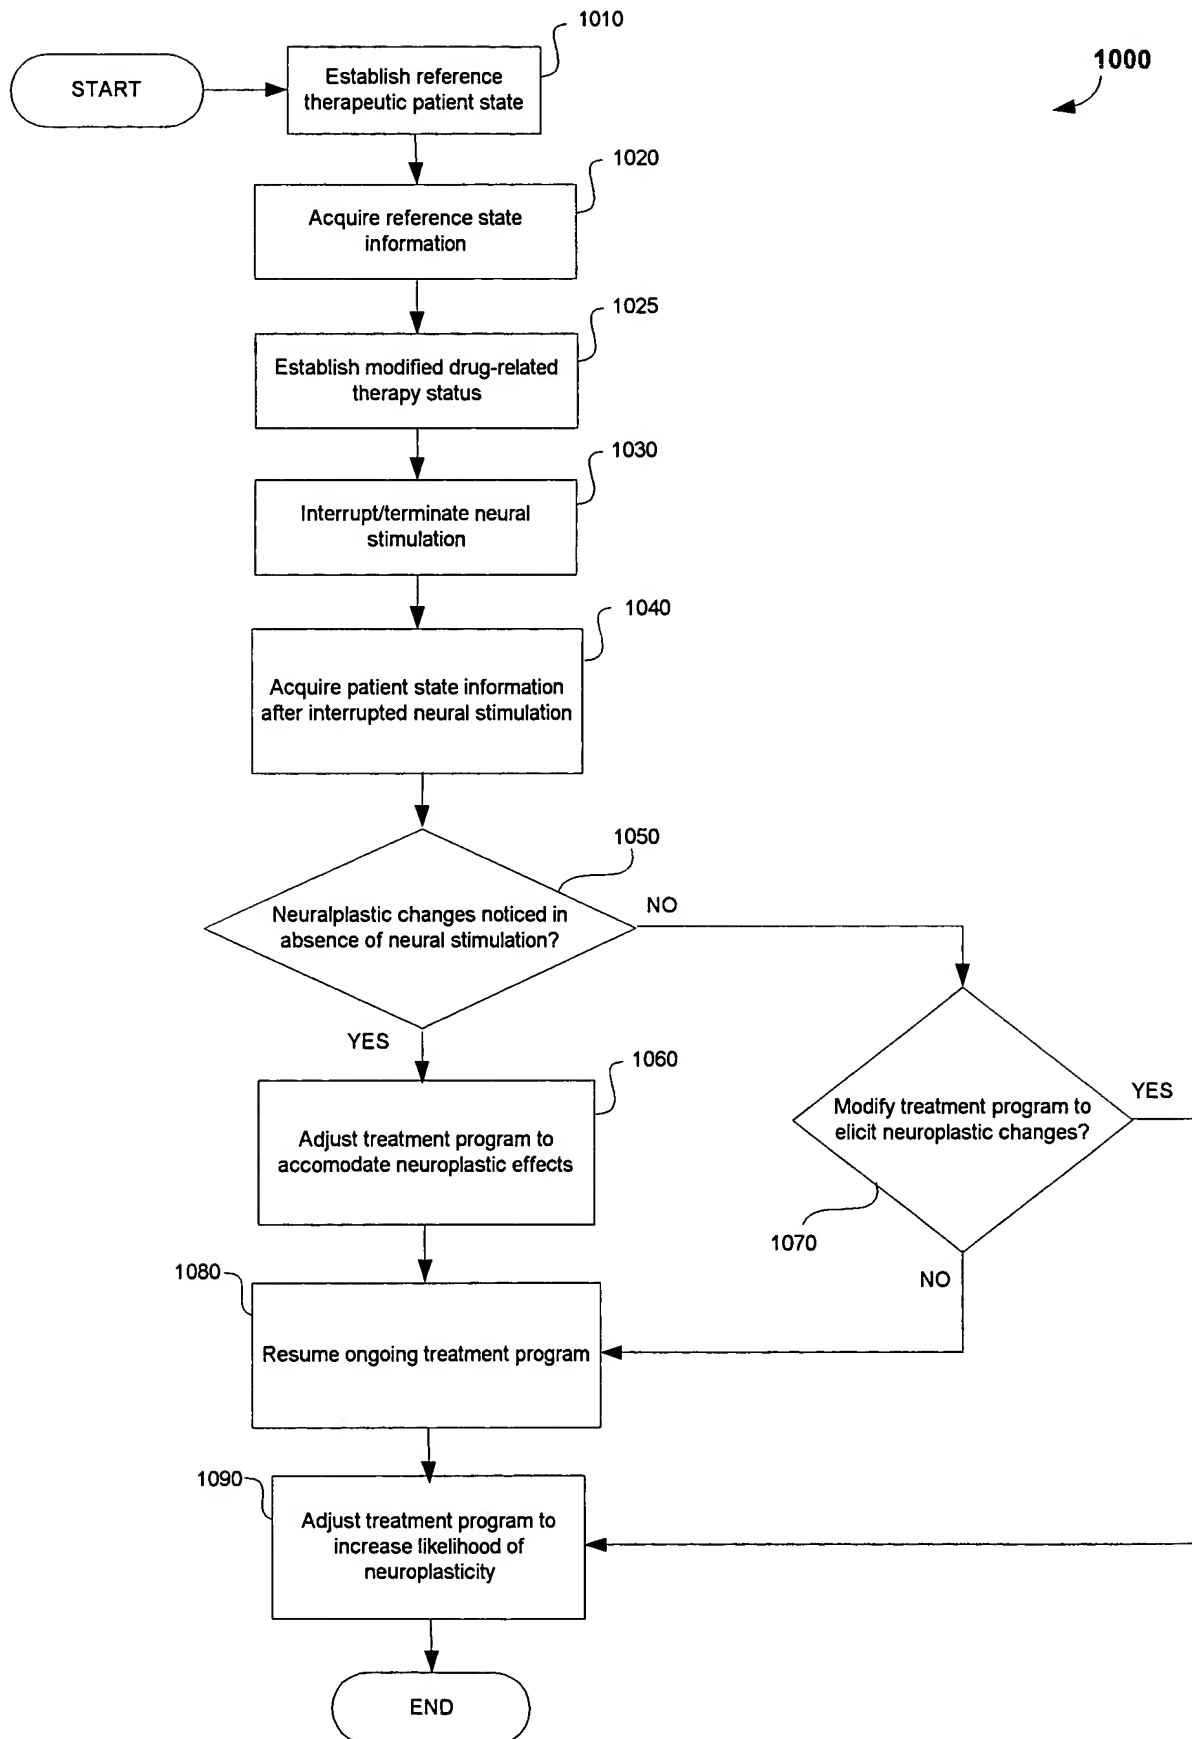 1010
START
Establish reference
therapeutic patient state
1000
1020
Acquire reference state
information
1025
Establish modified drug-related
therapy status
1030
Interrupt/terminate neural
stimulation
1040
Acquire patient state information
after interrupted neural stimulation
1050
Neuralplastic changes noticed in
absence of neural stimulation?
NO
YES
1060
Adjust treatment program to
accomodate neuroplastic effects
Modify treatment program to
elicit neuroplastic changes?
YES
1070
NO
1080
Resume ongoing treatment program
1090
Adjust treatment program to
increase likelihood of
neuroplasticity
END